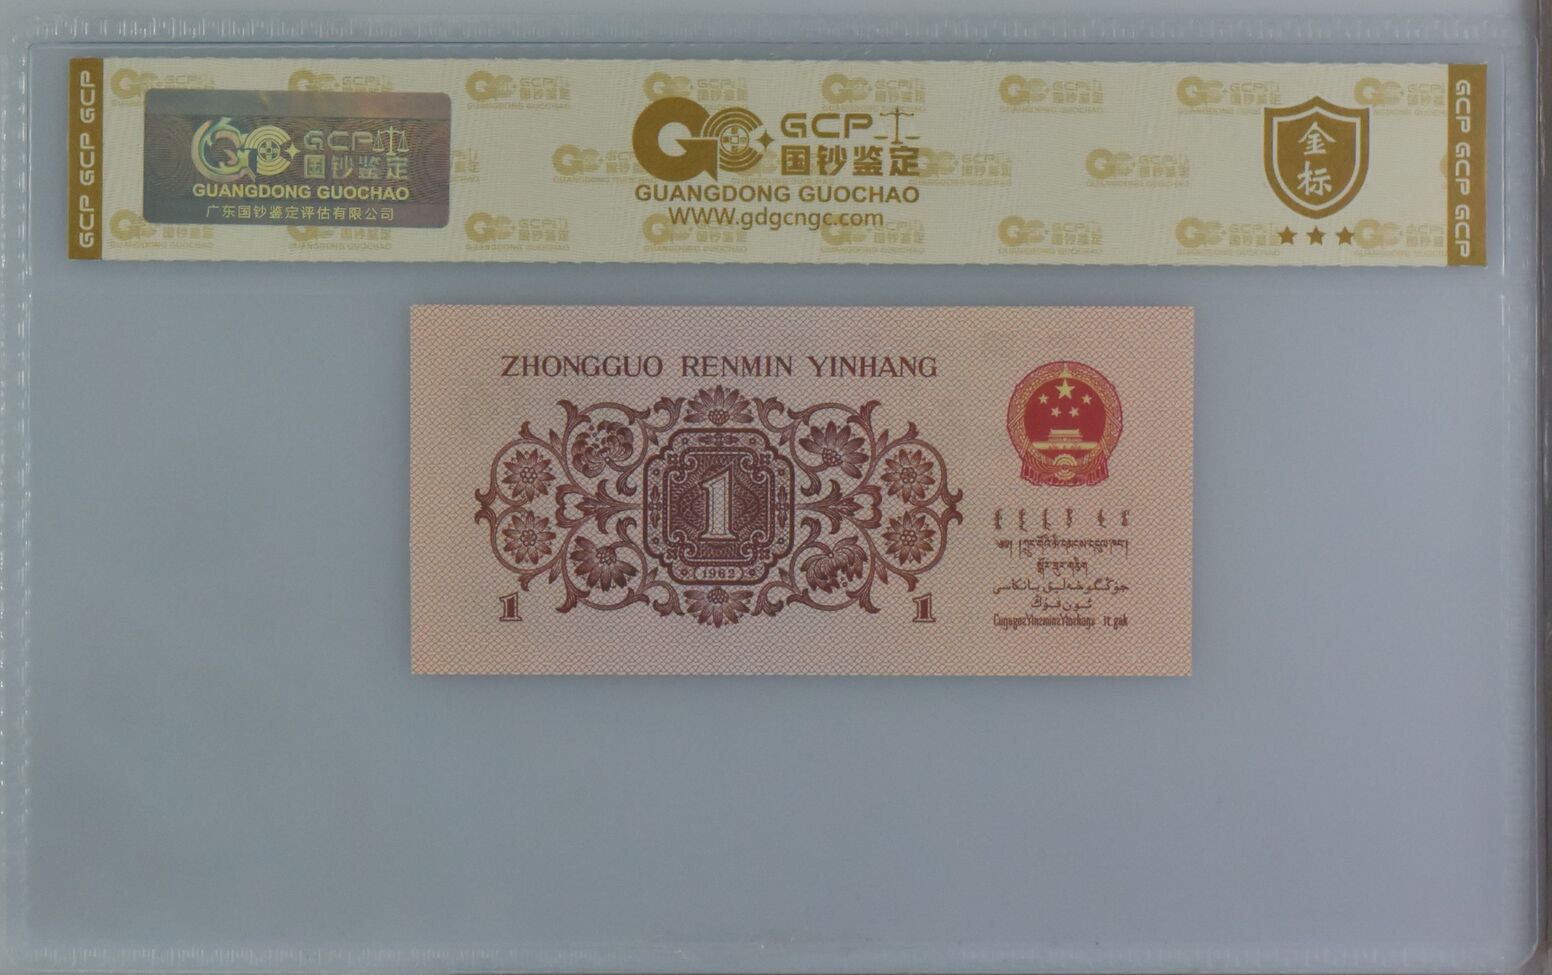 GCP GCP GCP
GCP
国钞鉴定
GUANGDONG GUOCHAO
广东国钞鉴定评估有限公司
GCP
国钞鉴定
GUANGDONG GUOCHAO
WWW.gdgcngc.com
金
标
GCP GCP GCP
ZHONGGUO RENMIN YINHANG
1
(1962)
1
1